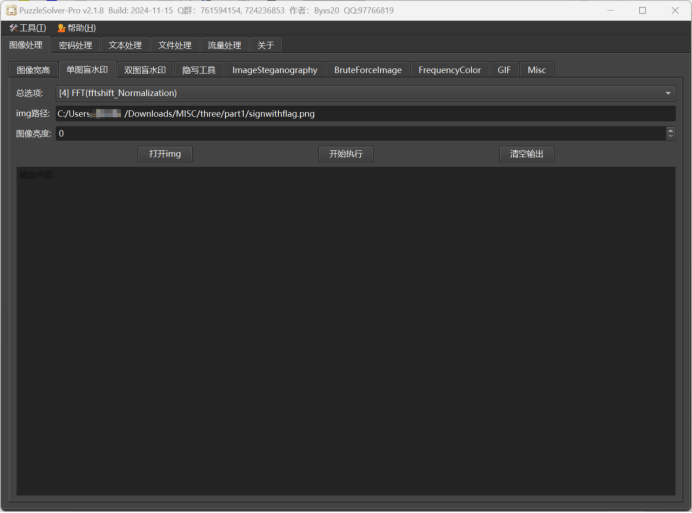 PuzzleSolver-Pro v2.1.8 Build: 2024-11-15 Q群: 761594154, 724236853 作者: Byxs20 QQ:97766819
工具(T) 帮助(H)
图像处理 密码处理 文本处理 文件处理 流量处理 关于
图像宽高 单图盲水印 双图盲水印 隐写工具 ImageSteganography BruteForceImage FrequencyColor GIF Misc
总选项: [4] FFT(fftshift_Normalization)
img路径: C:/Users /Downloads/MISC/three/part1/signwithflag.png
图像亮度: 0
打开img 开始执行 清空输出
输出内容...